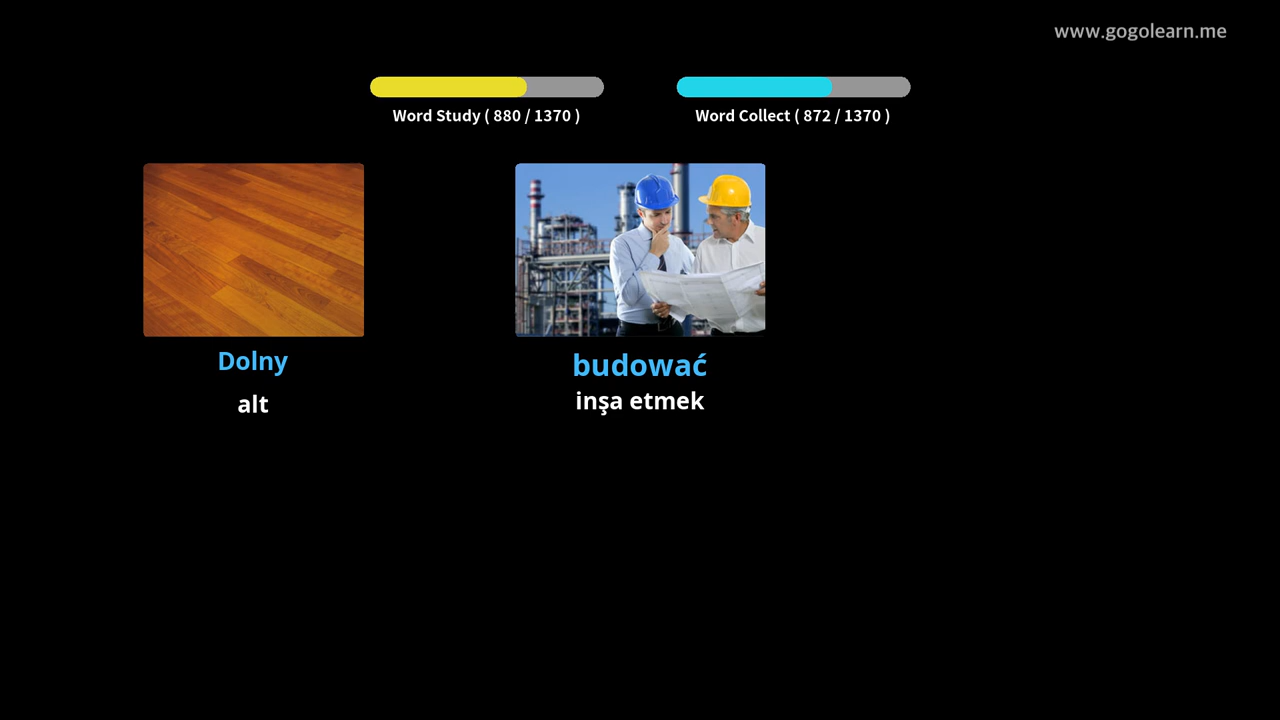 www.gogolearn.me
Word Study ( 880 / 1370 )
Word Collect ( 872 / 1370 )
Dolny
alt
budować
inşa etmek